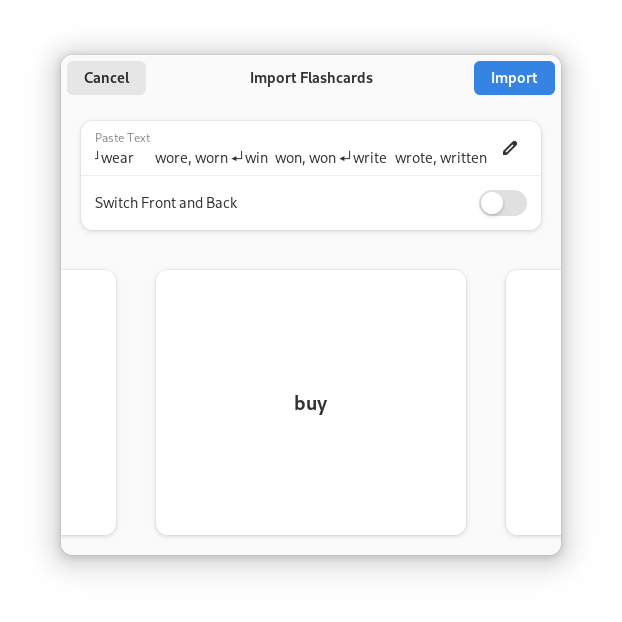 Cancel
Import Flashcards
Import
Paste Text
↲wear	wore, worn ↲win	won, won ↲write	wrote, written
Switch Front and Back
buy